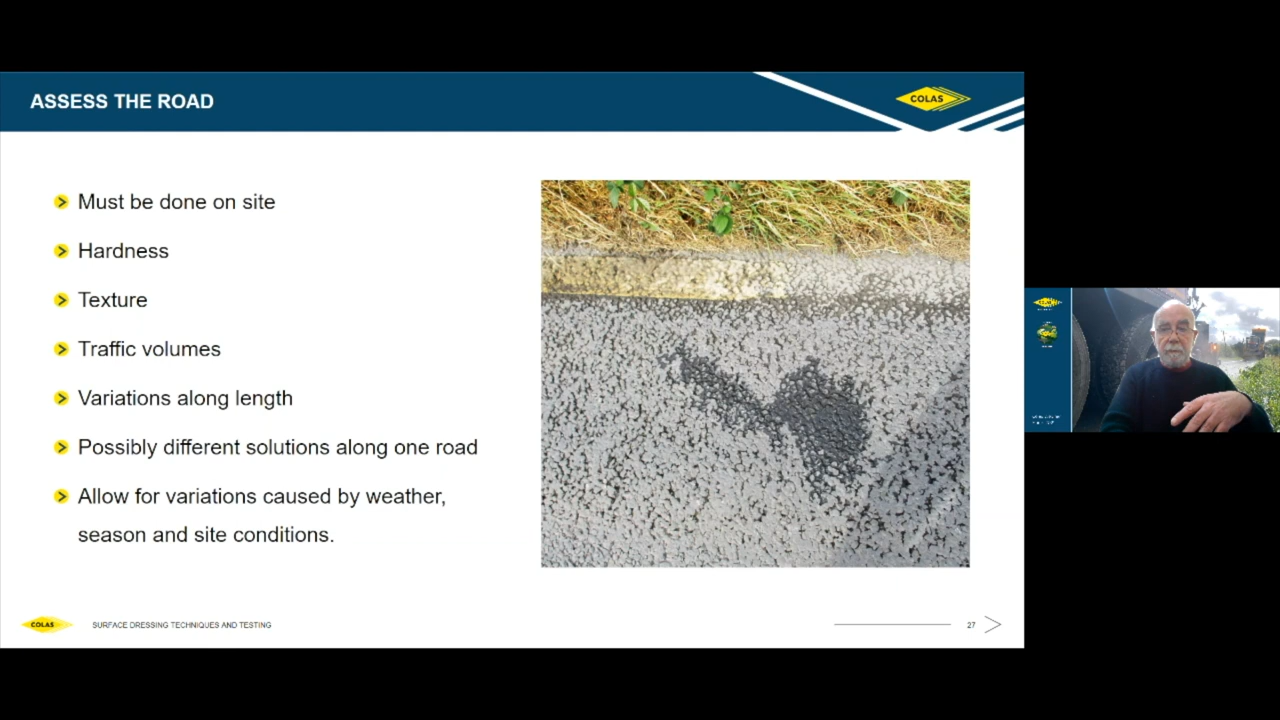 ASSESS THE ROAD
COLAS
Must be done on site
Hardness
Texture
Traffic volumes
Variations along length
Possibly different solutions along one road
Allow for variations caused by weather,
season and site conditions.
COLAS
SURFACE DRESSING TECHNIQUES AND TESTING
27